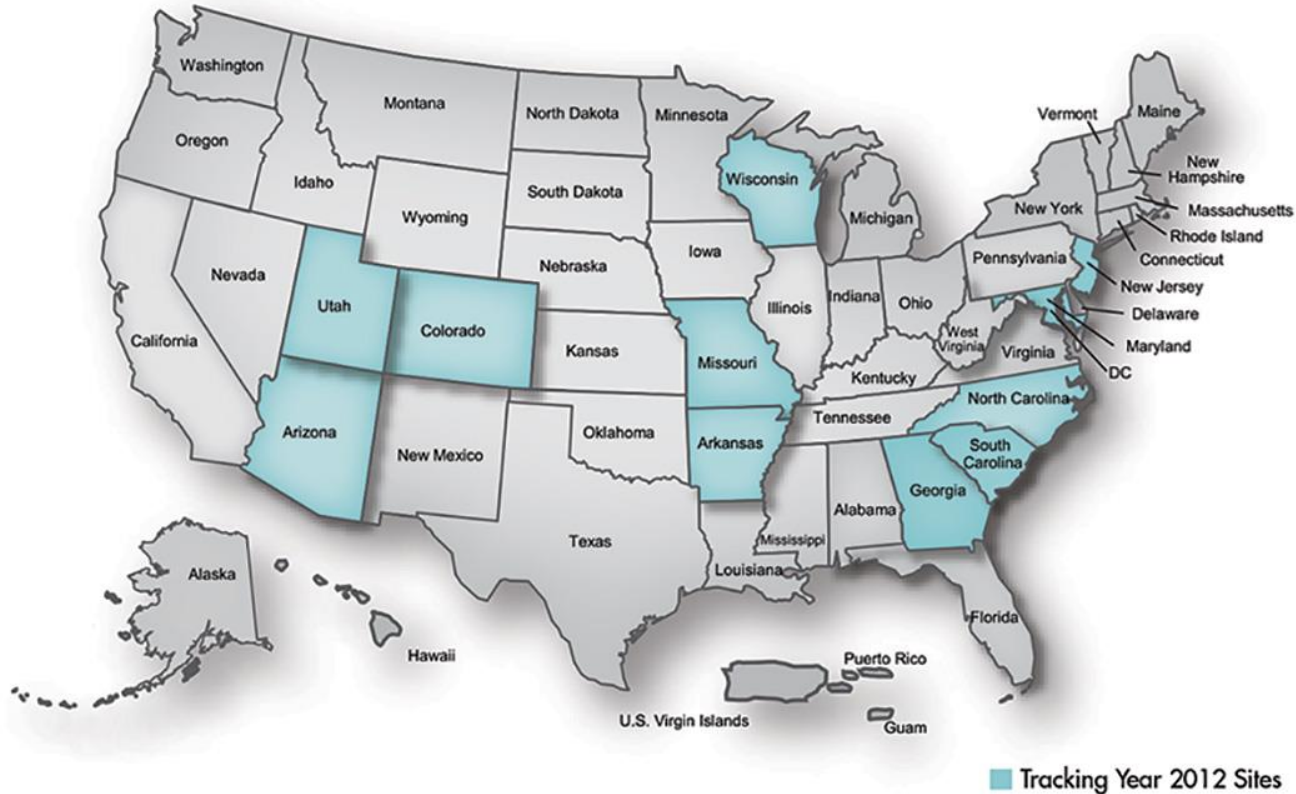 Washington
Montana
North Dakota
Minnesota
Vermont
Maine
Oregon
Idaho
South Dakota
Wisconsin
Michigan
New
Hampshire
Wyoming
New York
Massachusetts
Rhode Island
Connecticut
Nevada
Nebraska
Iowa
Pennsylvania
New Jersey
Utah
Colorado
Illinois
Indiana
Ohio
Delaware
California
Kansas
Missouri
West
Virginia
Virginia
Maryland
DC
Kentucky
Arizona
New Mexico
Oklahoma
Arkansas
Tennessee
North Carolina
South
Carolina
Texas
Mississippi
Alabama
Georgia
Louisiana
Florida
Alaska
Hawaii
Puerto Rico
U.S. Virgin Islands
Guam
Tracking Year 2012 Sites